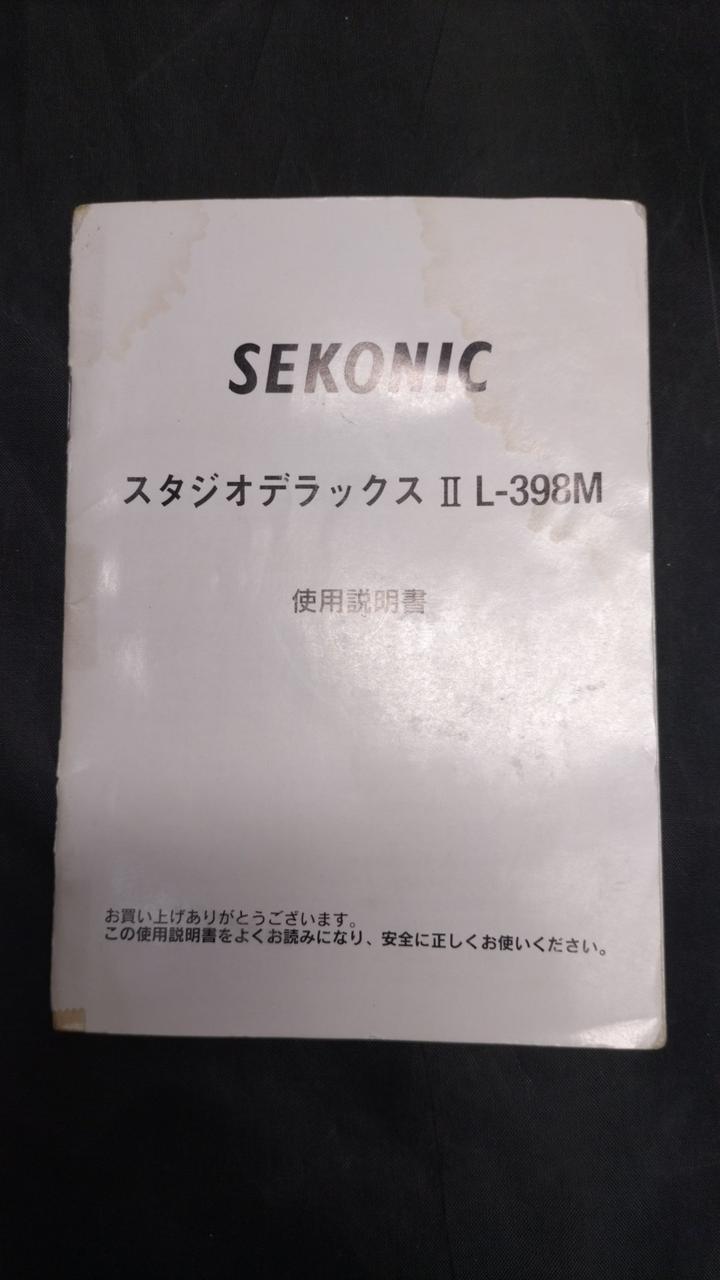 SEKONIC
スタジオデラックス II L-398M
使用説明書
お買い上げありがとうございます。
この使用説明書をよくお読みになり、安全に正しくお使いください。